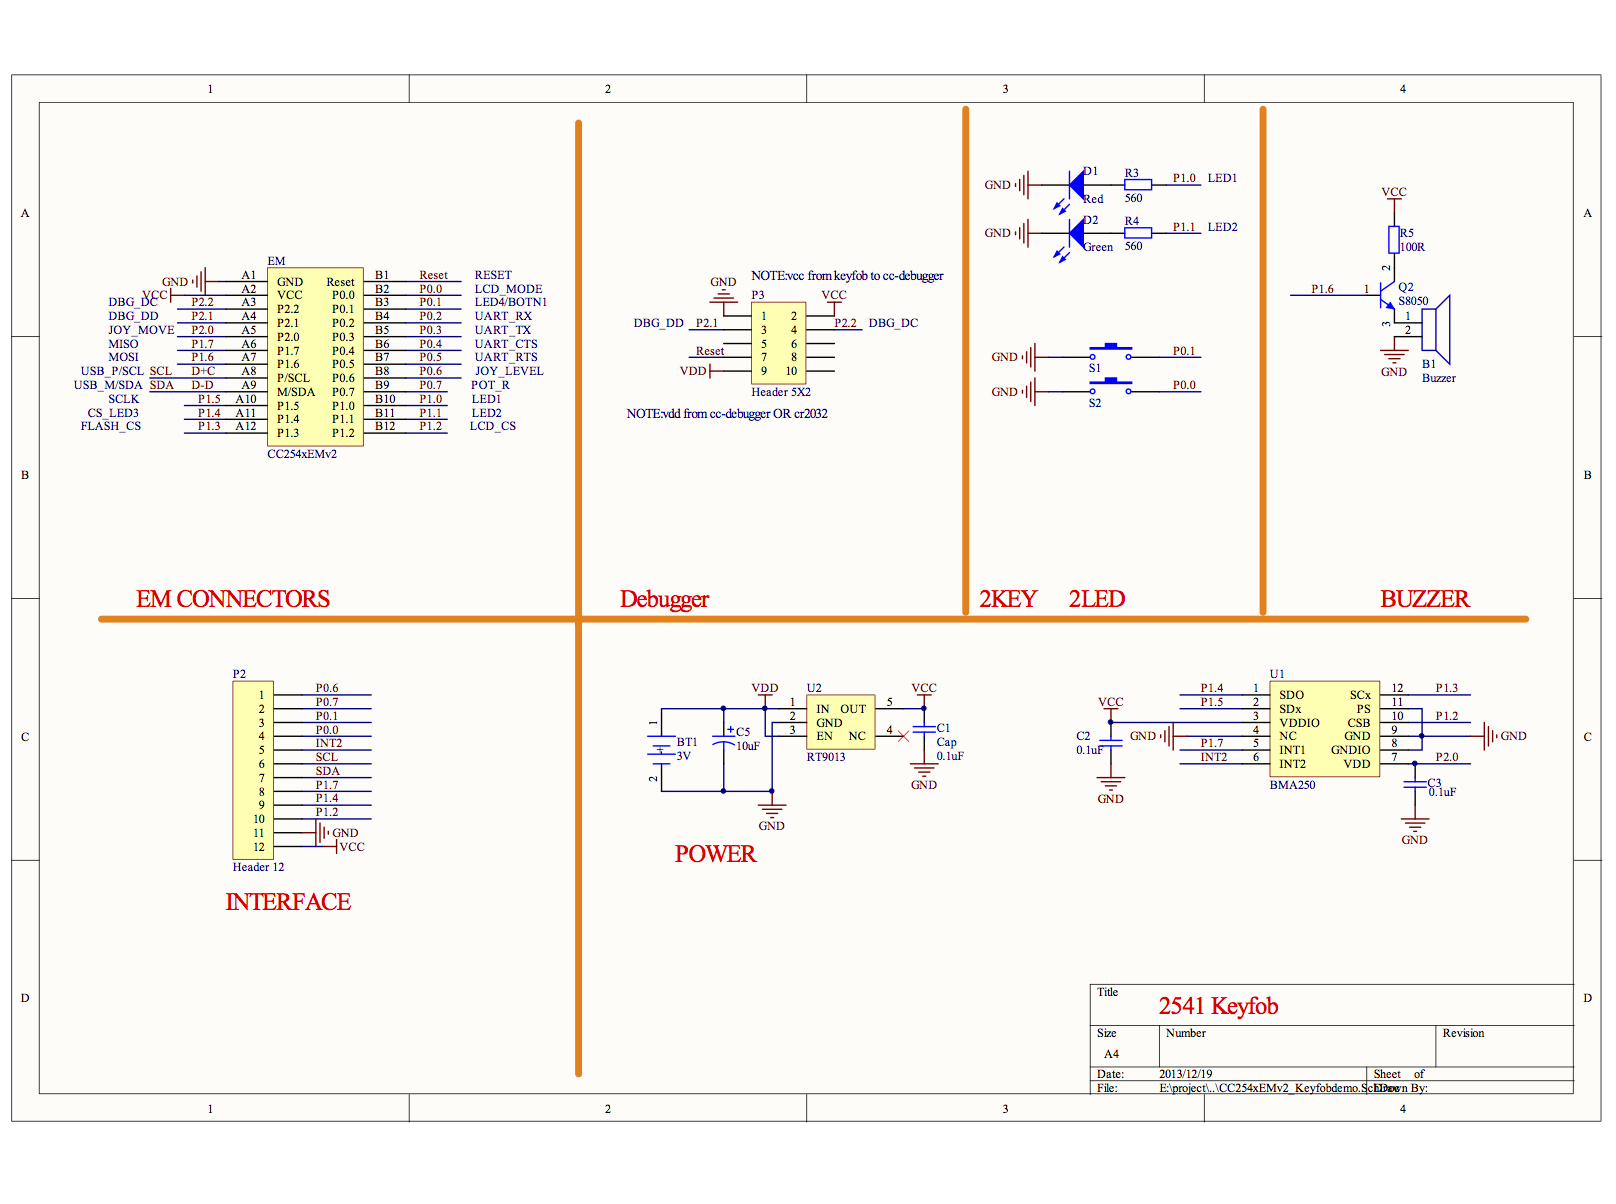 1 2 3 4
A A
B B
C C
D D
EM
GND A1 GND Reset B1 Reset RESET
VCC A2 VCC P0.0 B2 P0.0 LCD_MODE
DBG_DC P2.2 A3 P2.2 P0.1 B3 P0.1 LED4/BOTN1
DBG_DD P2.1 A4 P2.1 P0.2 B4 P0.2 UART_RX
JOY_MOVE P2.0 A5 P2.0 P0.3 B5 P0.3 UART_TX
MISO P1.7 A6 P1.7 P0.4 B6 P0.4 UART_CTS
MOSI P1.6 A7 P1.6 P0.5 B7 P0.5 UART_RTS
USB_P/SCL SCL D+C A8 P/SCL P0.6 B8 P0.6 JOY_LEVEL
USB_M/SDA SDA D-D A9 M/SDA P0.7 B9 P0.7 POT_R
SCLK P1.5 A10 P1.5 P1.0 B10 P1.0 LED1
CS_LED3 P1.4 A11 P1.4 P1.1 B11 P1.1 LED2
FLASH_CS P1.3 A12 P1.3 P1.2 B12 P1.2 LCD_CS
CC254xEMv2
EM CONNECTORS
NOTE:vcc from keyfob to cc-debugger
GND P3 VCC
1 2
DBG_DD P2.1 3 4 P2.2 DBG_DC
5 6
Reset 7 8
VDD 9 10
Header 5X2
NOTE:vdd from cc-debugger OR cr2032
Debugger
GND D1 Red R3 560 P1.0 LED1
GND D2 Green R4 560 P1.1 LED2
GND S1 P0.1
GND S2 P0.0
2KEY 2LED
VCC
R5
100R
2
P1.6 1 Q2
S8050
3 1
2
GND B1
Buzzer
BUZZER
P2
1 P0.6
2 P0.7
3 P0.1
4 P0.0
5 INT2
6 SCL
7 SDA
8 P1.7
9 P1.4
10 P1.2
11 GND
12 VCC
Header 12
INTERFACE
VDD U2 VCC
1 IN OUT 5
2 GND
3 EN NC 4
RT9013
1 BT1 3V 2
+ C5 10uF
C1
Cap
0.1uF
GND
GND
POWER
U1
P1.4 1 SDO SCx 12 P1.3
P1.5 2 SDx PS 11
VCC 3 VDDIO CSB 10 P1.2
GND 4 NC GND 9 GND
P1.7 5 INT1 GNDIO 8
INT2 6 INT2 VDD 7 P2.0
BMA250
C2
0.1uF
GND
C3
0.1uF
GND
Title
2541 Keyfob
Size Number Revision
A4
Date: 2013/12/19 Sheet of
File: E:\project\..\CC254xEMv2_Keyfobdemo.SchDoc Drawn By:
1 2 3 4